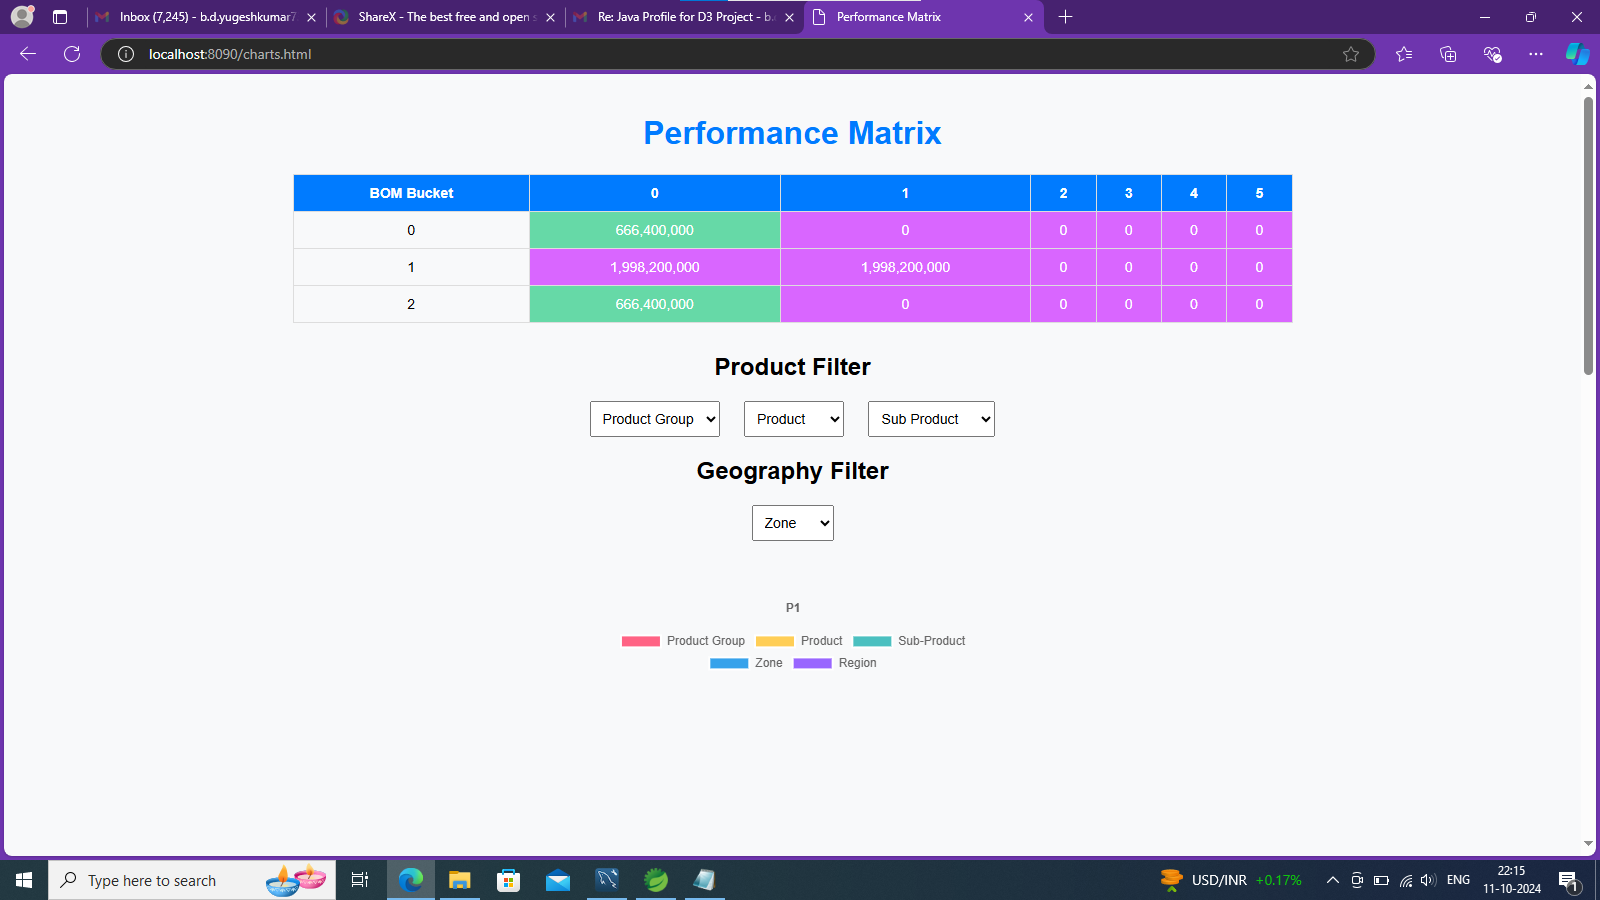 Inbox (7,245) - b.d.yugeshkumar7
ShareX - The best free and open s
Re: Java Profile for D3 Project - b.
Performance Matrix
localhost:8090/charts.html
Performance Matrix
BOM Bucket 0 1 2 3 4 5
0 666,400,000 0 0 0 0 0
1 1,998,200,000 1,998,200,000 0 0 0 0
2 666,400,000 0 0 0 0 0
Product Filter
Product Group Product Sub Product
Geography Filter
Zone
P1
Product Group Product Sub-Product
Zone Region
Type here to search
USD/INR +0.17%
ENG
22:15
11-10-2024
1